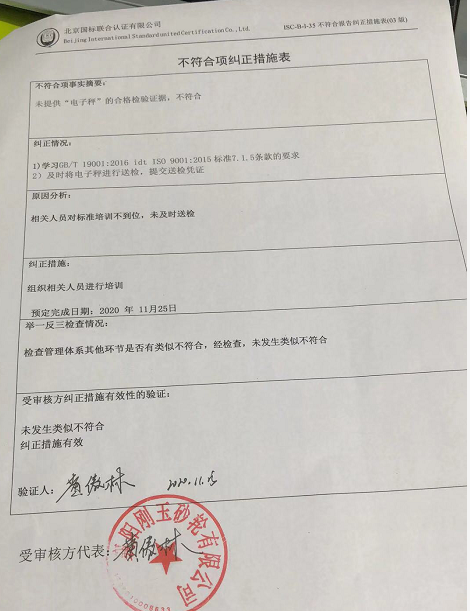 北京国标联合认证有限公司
Beijing International Standard united Certification Co., Ltd.
ISC-B-I-35 不符合报告纠正措施表(03 版)
不符合项纠正措施表
不符合项事实摘要:
未提供“电子秤”的合格检验证据,不符合
纠正情况:
1)学习GB/T 19001:2016 idt ISO 9001:2015 标准7.1.5条款的要求
2)及时将电子秤进行送检,提交送检凭证
原因分析:
相关人员对标准培训不到位,未及时送检
纠正措施:
组织相关人员进行培训
预定完成日期:2020 年 11月25日
举一反三检查情况:
检查管理体系其他环节是否有类似不符合,经检查,未发生类似不符合
受审核方纠正措施有效性的验证:
未发生类似不符合
纠正措施有效
验证人:黄傲林 2020.11.
受审核方代表:黄傲林
阳刚玉砂轮有限公司